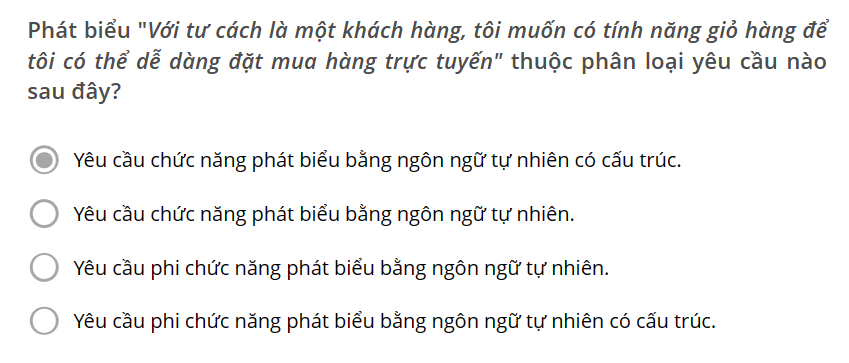 Phát biểu "Với tư cách là một khách hàng, tôi muốn có tính năng giỏ hàng để
tôi có thể dễ dàng đặt mua hàng trực tuyến" thuộc phân loại yêu cầu nào
sau đây?
Yêu cầu chức năng phát biểu bằng ngôn ngữ tự nhiên có cấu trúc.
Yêu cầu chức năng phát biểu bằng ngôn ngữ tự nhiên.
Yêu cầu phi chức năng phát biểu bằng ngôn ngữ tự nhiên.
Yêu cầu phi chức năng phát biểu bằng ngôn ngữ tự nhiên có cấu trúc.